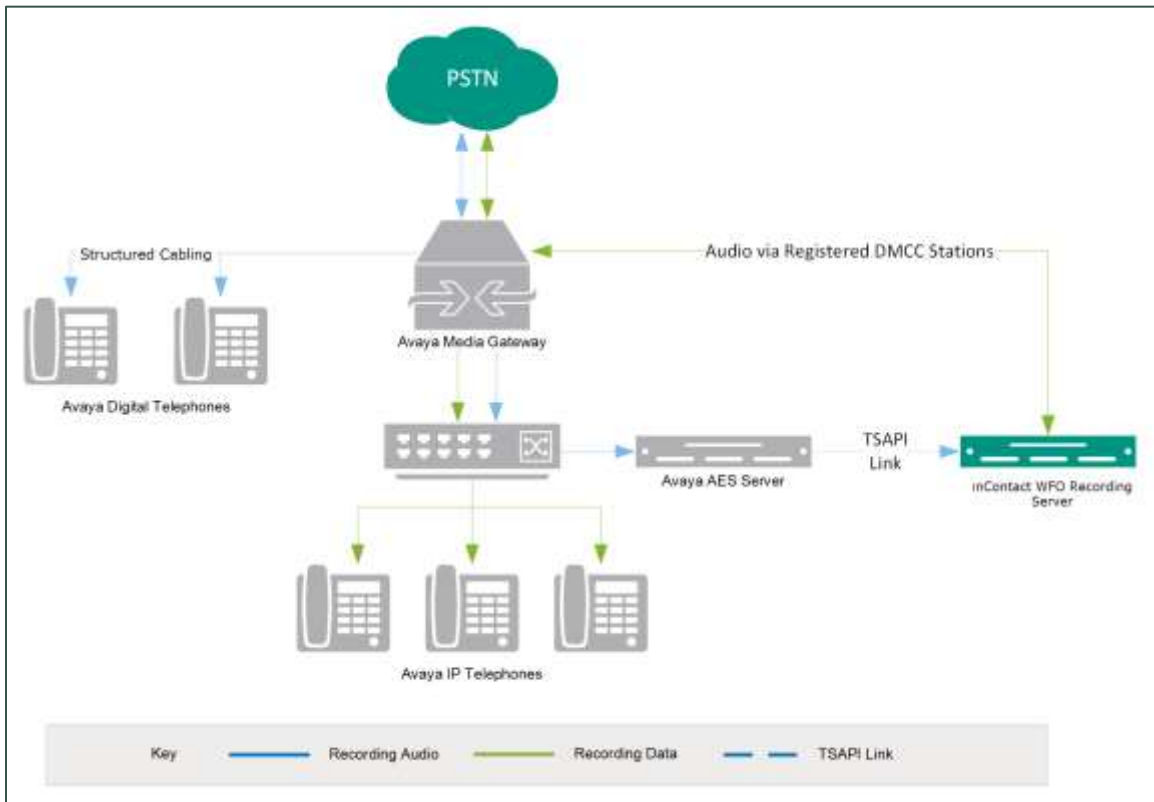 PSTN
Structured Cabling
Audio via Registered DMCC Stations
Avaya Media Gateway
Avaya Digital Telephones
TSAPI
Link
Avaya AES Server
inContact WFO Recording
Server
Avaya IP Telephones
Key
Recording Audio
Recording Data
TSAPI Link